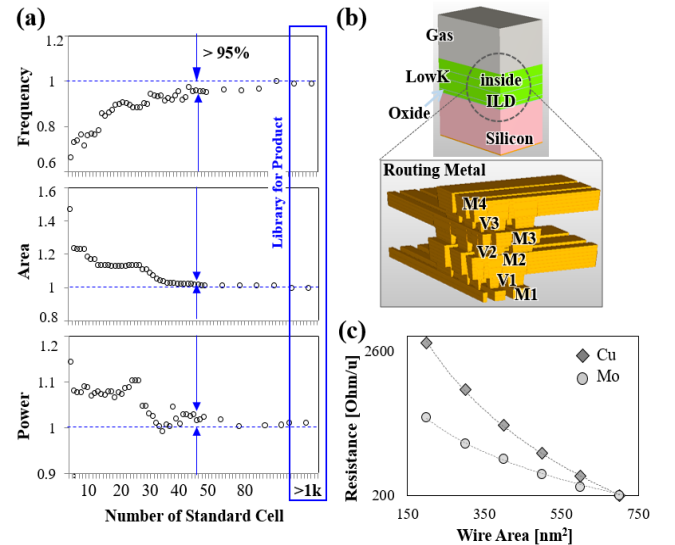 (a)
> 95%
Frequency
1.2
1
0.8
0.6
Area
1.6
1.4
1.2
1
0.8
Power
1.2
1.1
1
0.9
Library for Product
10 20 30 40 50 80 >1k
Number of Standard Cell
(b)
Gas
LowK
Oxide
inside
ILD
Silicon
Routing Metal
M4
V3
M3
V2
M2
V1
M1
(c)
Resistance [Ohm/u]
2600
200
Cu
Mo
150 350 550 750
Wire Area [nm²]